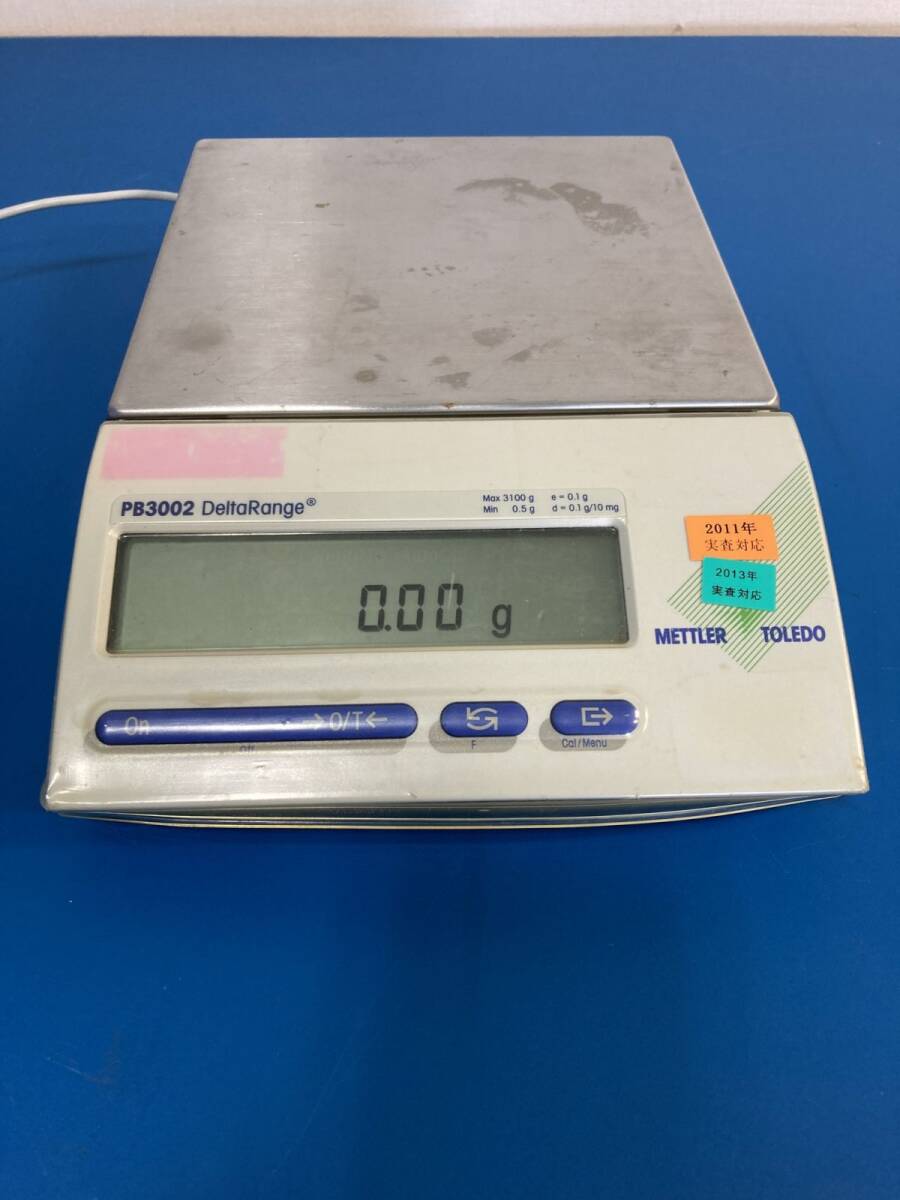 PB3002 DeltaRange®
Max 3100 g e = 0.1 g
Min 0.5 g d = 0.1 g/10 mg
0.00 g
2011年
実査対応
2013年
実査対応
METTLER TOLEDO
On →0/T←
Off
F
Cal/Menu